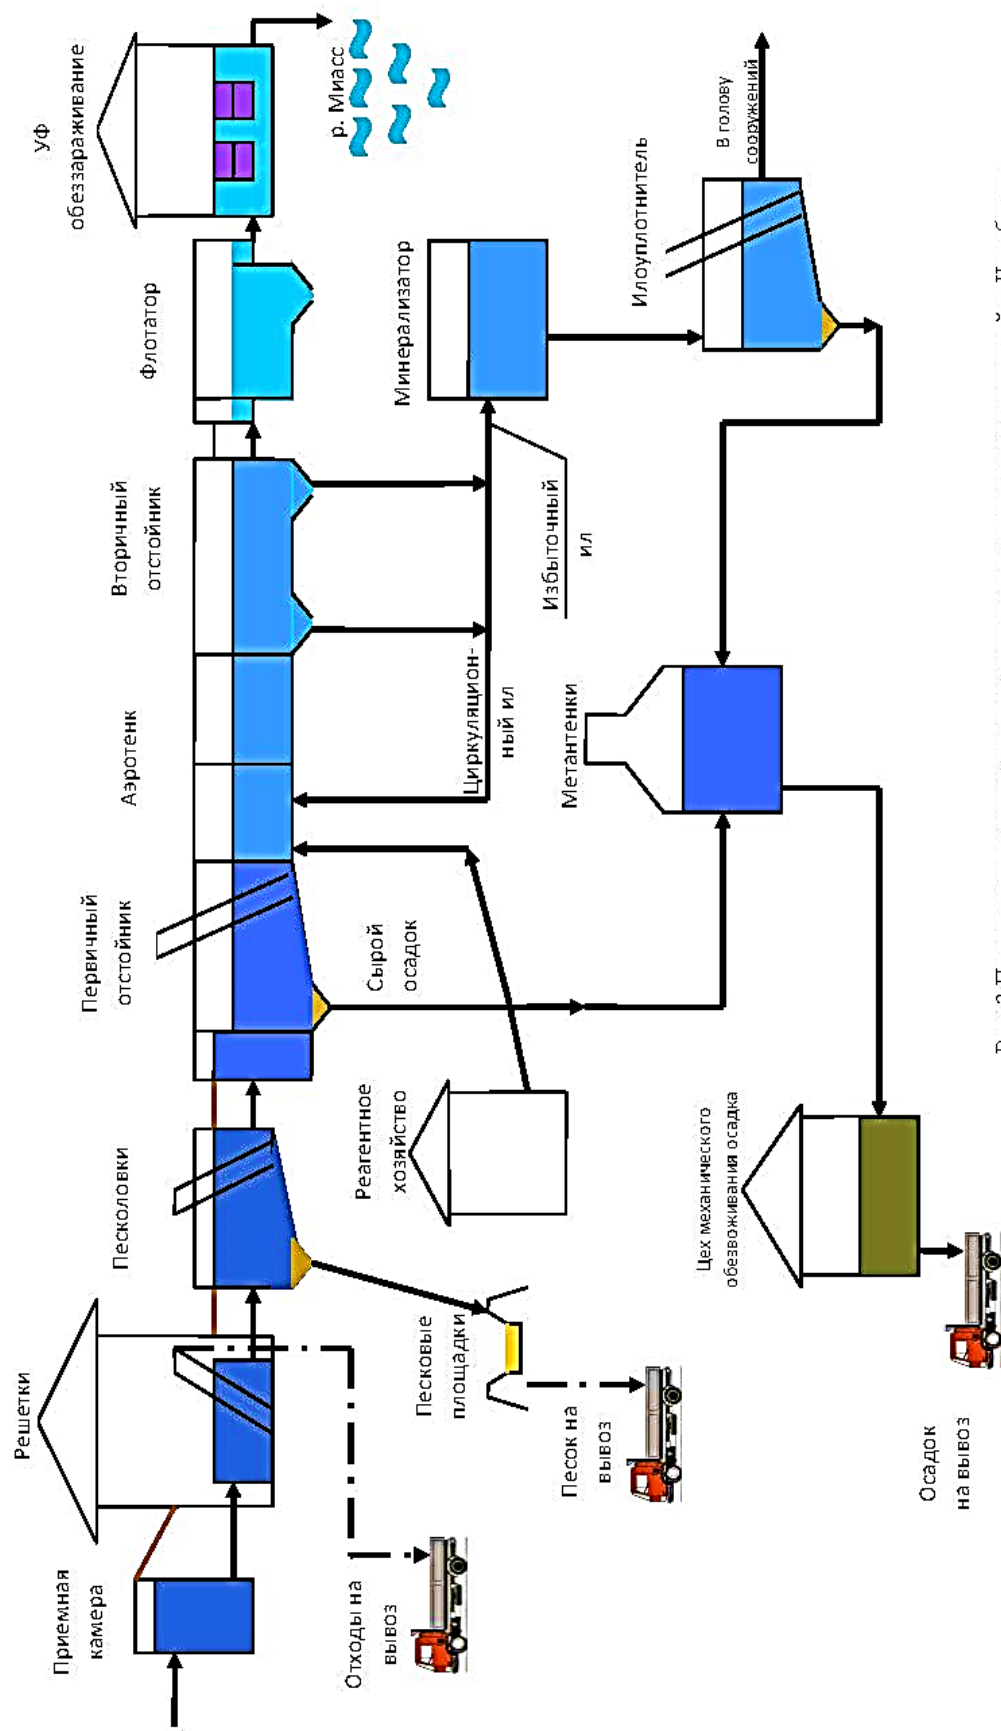 Приемная
камера
Решетки
Песколовки
Первичный
отстойник
Аэротенк
Вторичный
отстойник
Флотатор
УФ
обеззараживание
р. Миасс
Отходы на
вывоз
Песковые
площадки
Песок на
вывоз
Реагентное
хозяйство
Сырой
осадок
Циркуляцион-
ный ил
Избыточный
ил
Минерализатор
Илоуплотнитель
В голову
сооружений
Метантенки
Цех механического
обезвоживания осадка
Осадок
на вывоз